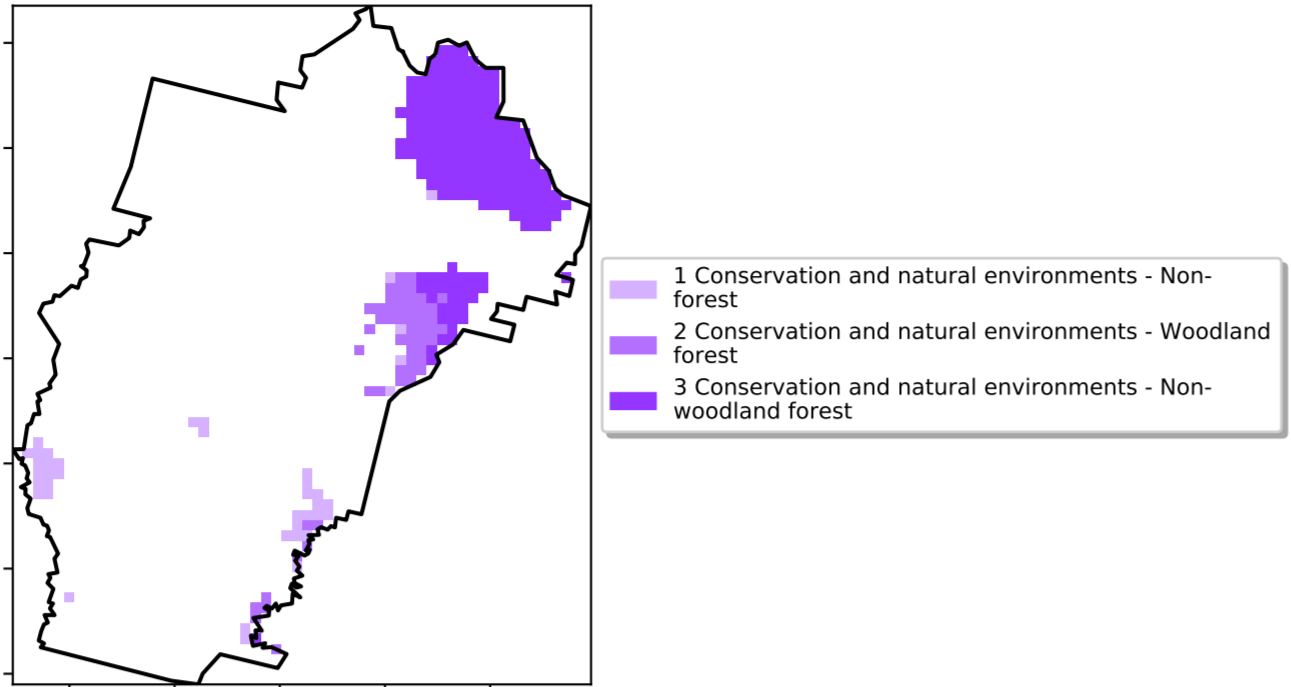 1 Conservation and natural environments - Non-
forest
2 Conservation and natural environments - Woodland
forest
3 Conservation and natural environments - Non-
woodland forest